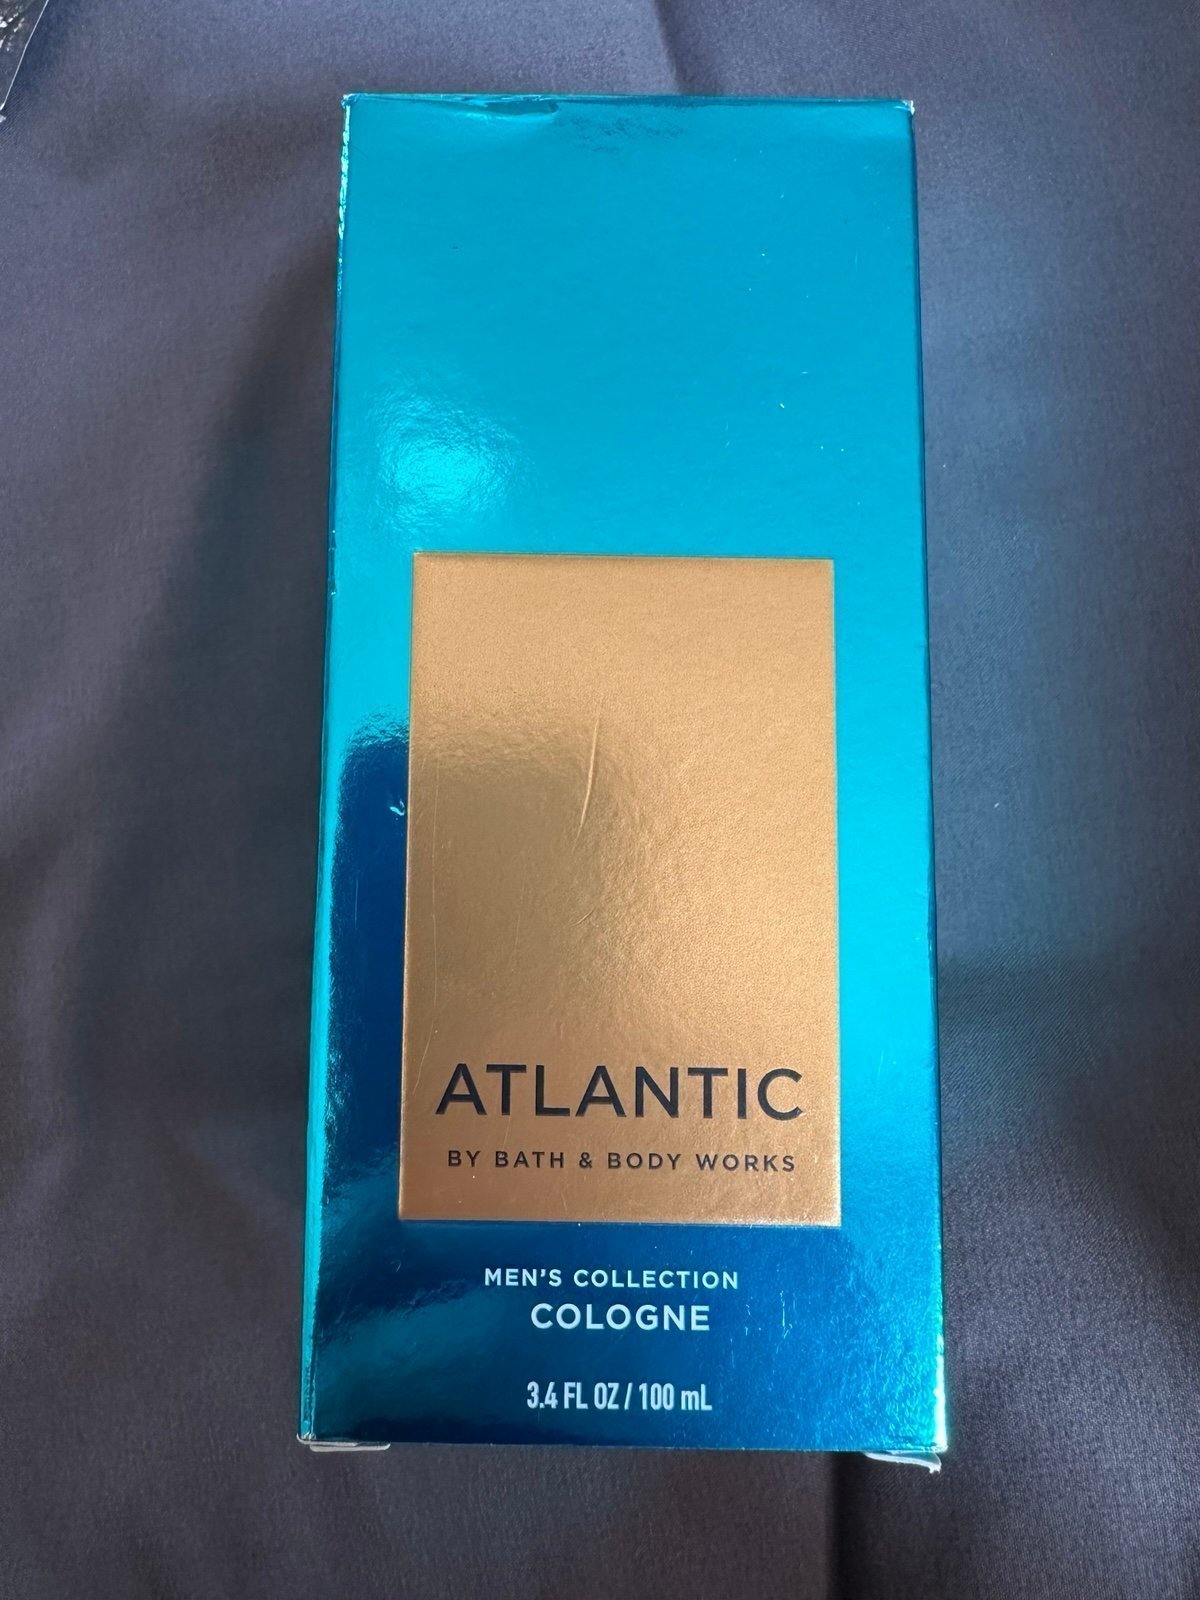 ATLANTIC
BY BATH & BODY WORKS
MEN'S COLLECTION
COLOGNE
3.4 FL OZ / 100 mL